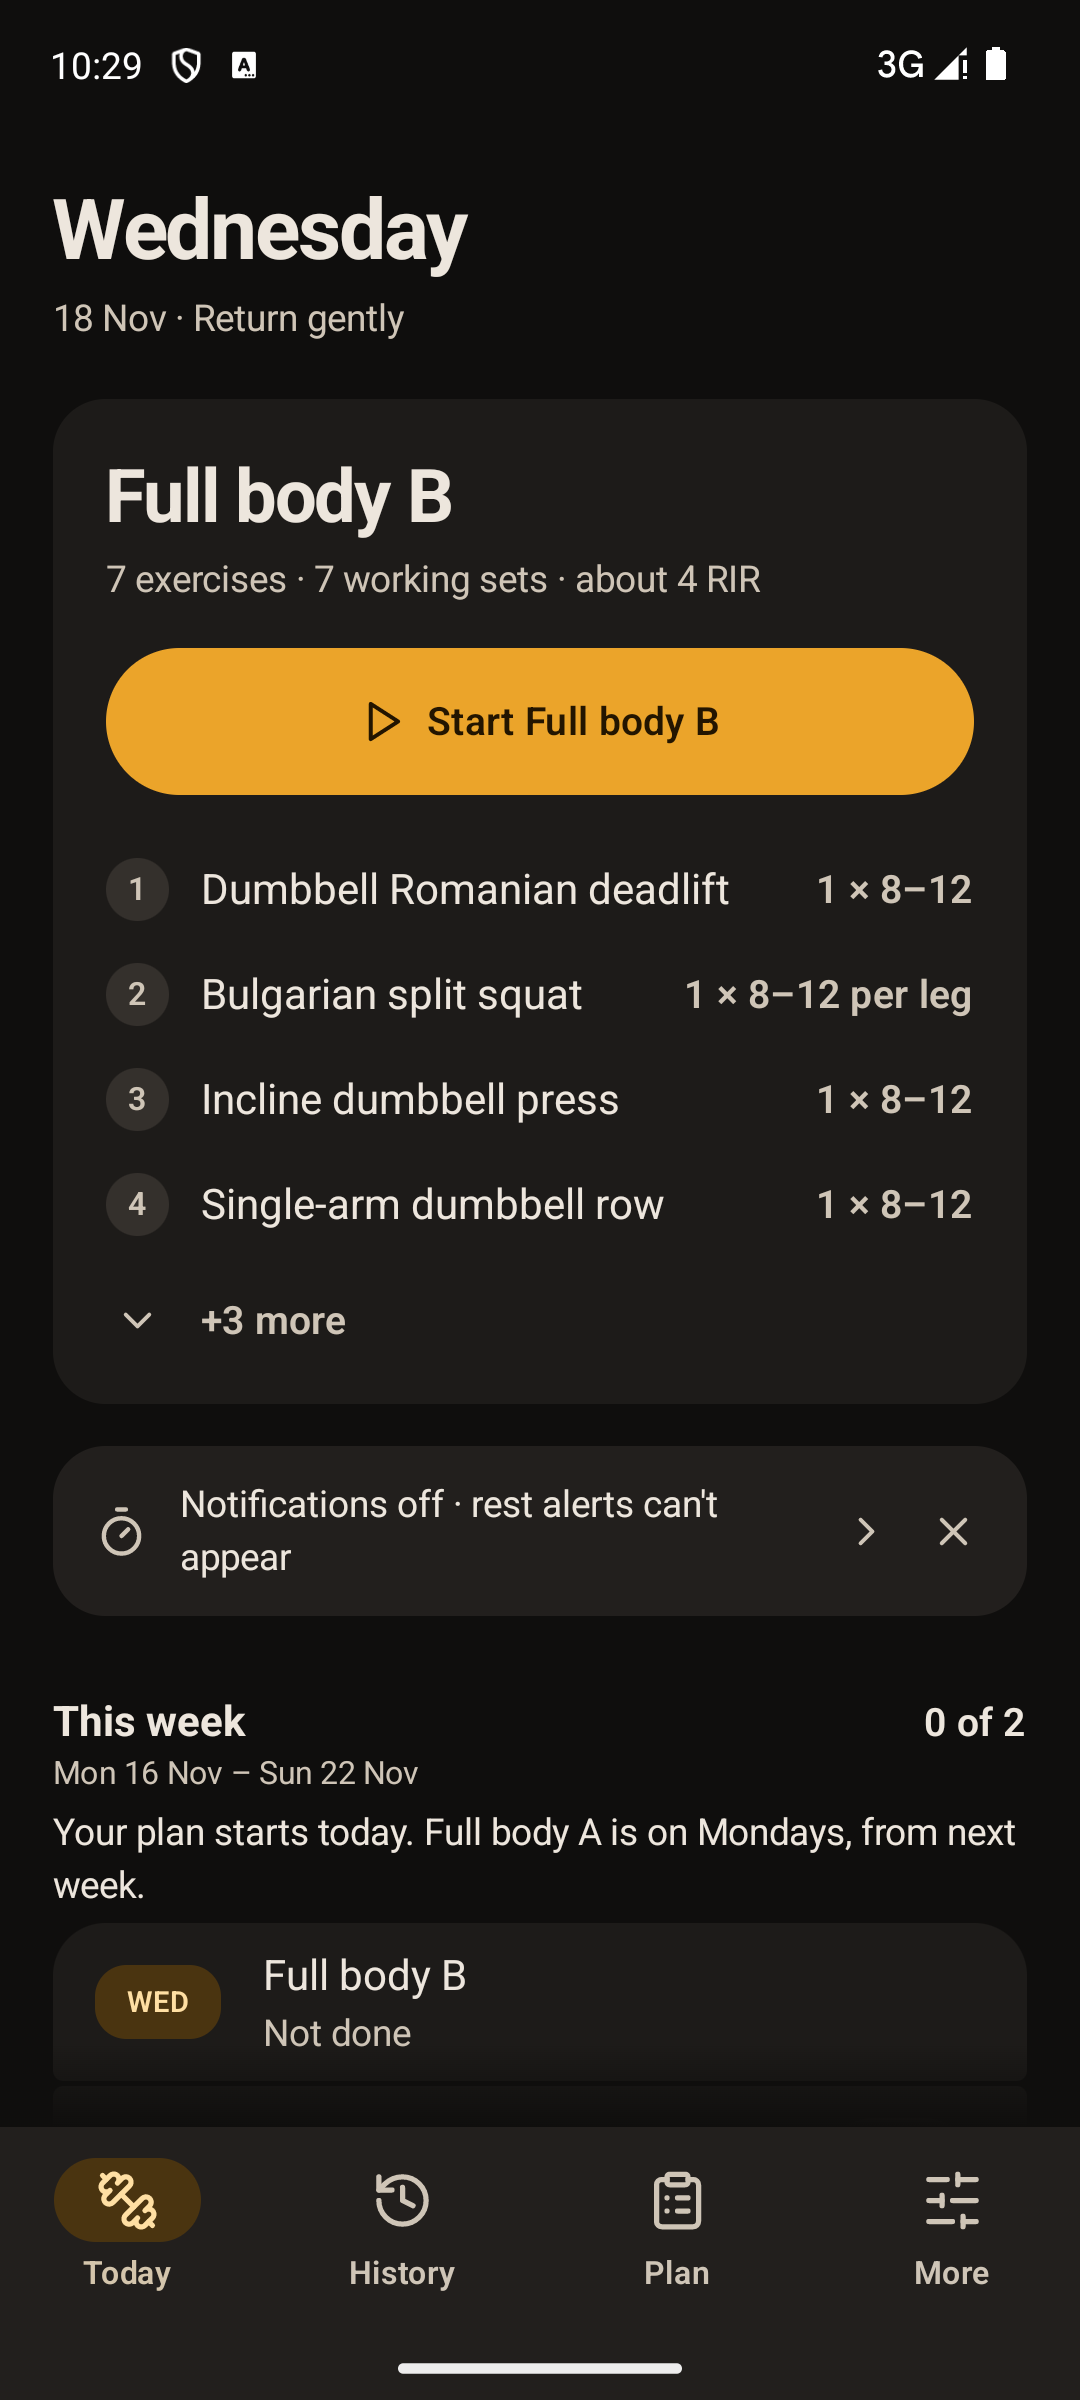 10:29
3G
Wednesday
18 Nov · Return gently
Full body B
7 exercises · 7 working sets · about 4 RIR
Start Full body B
1 Dumbbell Romanian deadlift 1 × 8–12
2 Bulgarian split squat 1 × 8–12 per leg
3 Incline dumbbell press 1 × 8–12
4 Single-arm dumbbell row 1 × 8–12
+3 more
Notifications off · rest alerts can't
appear
This week 0 of 2
Mon 16 Nov – Sun 22 Nov
Your plan starts today. Full body A is on Mondays, from next
week.
WED
Full body B
Not done
Today History Plan More